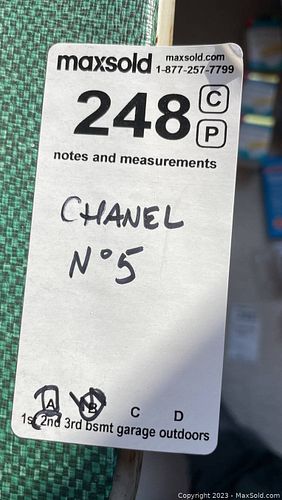 maxsold maxsold.com
1-877-257-7799
248 C
P
notes and measurements
CHANEL
N°5
A B C D
1st 2nd 3rd bsmt garage outdoors
Copyright 2023 - MaxSold.com